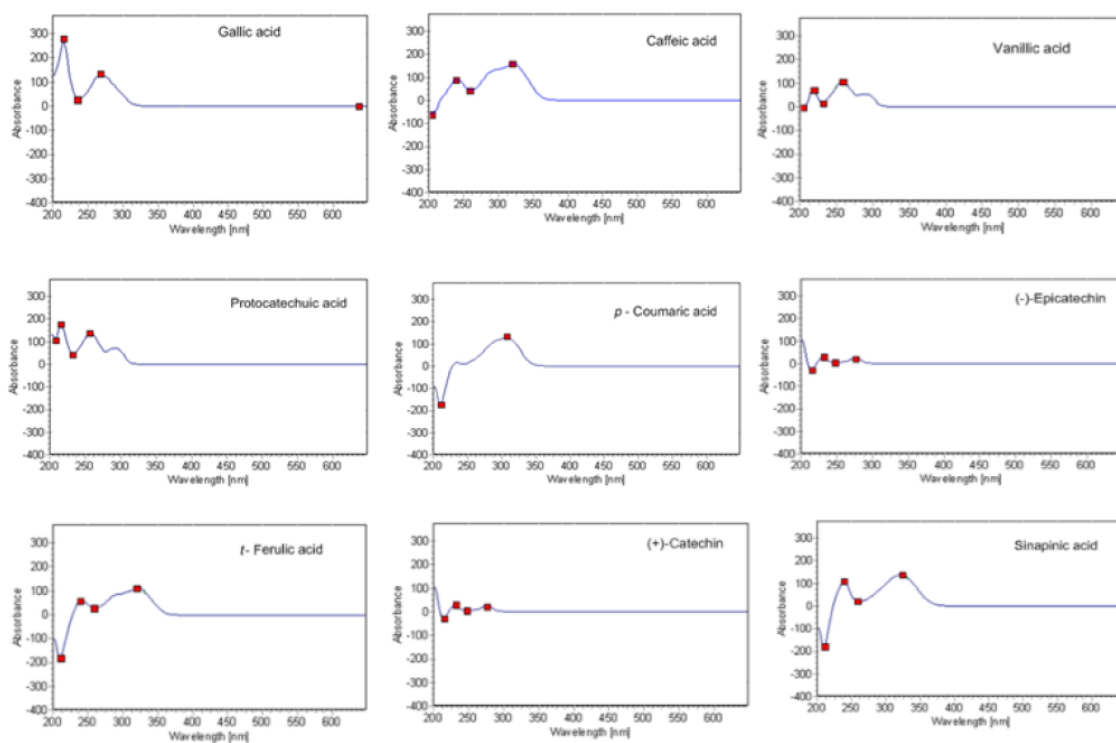 Gallic acid
Absorbance
300
200
100
0
-100
200
300
-400
200 250 300 350 400 450 500 550 600
Wavelength [nm]
Caffeic acid
Absorbance
300
200
100
0
-100
200
300
-400
200 250 300 350 400 450 500 550 600
Wavelength [nm]
Vanillic acid
Absorbance
300
200
100
0
-100
200
300
-400
200 250 300 350 400 450 500 550 600
Wavelength [nm]
Protocatechuic acid
Absorbance
300
200
100
0
-100
200
300
-400
200 250 300 350 400 450 500 550 600
Wavelength [nm]
p - Coumaric acid
Absorbance
300
200
100
0
-100
200
300
-400
200 250 300 350 400 450 500 550 600
Wavelength [nm]
(-)-Epicatechin
Absorbance
300
200
100
0
-100
200
300
-400
200 250 300 350 400 450 500 550 600
Wavelength [nm]
t- Ferulic acid
Absorbance
300
200
100
0
-100
200
300
-400
200 250 300 350 400 450 500 550 600
Wavelength [nm]
(+)-Catechin
Absorbance
300
200
100
0
-100
200
300
-400
200 250 300 350 400 450 500 550 600
Wavelength [nm]
Sinapinic acid
Absorbance
300
200
100
0
-100
200
300
-400
200 250 300 350 400 450 500 550 600
Wavelength [nm]